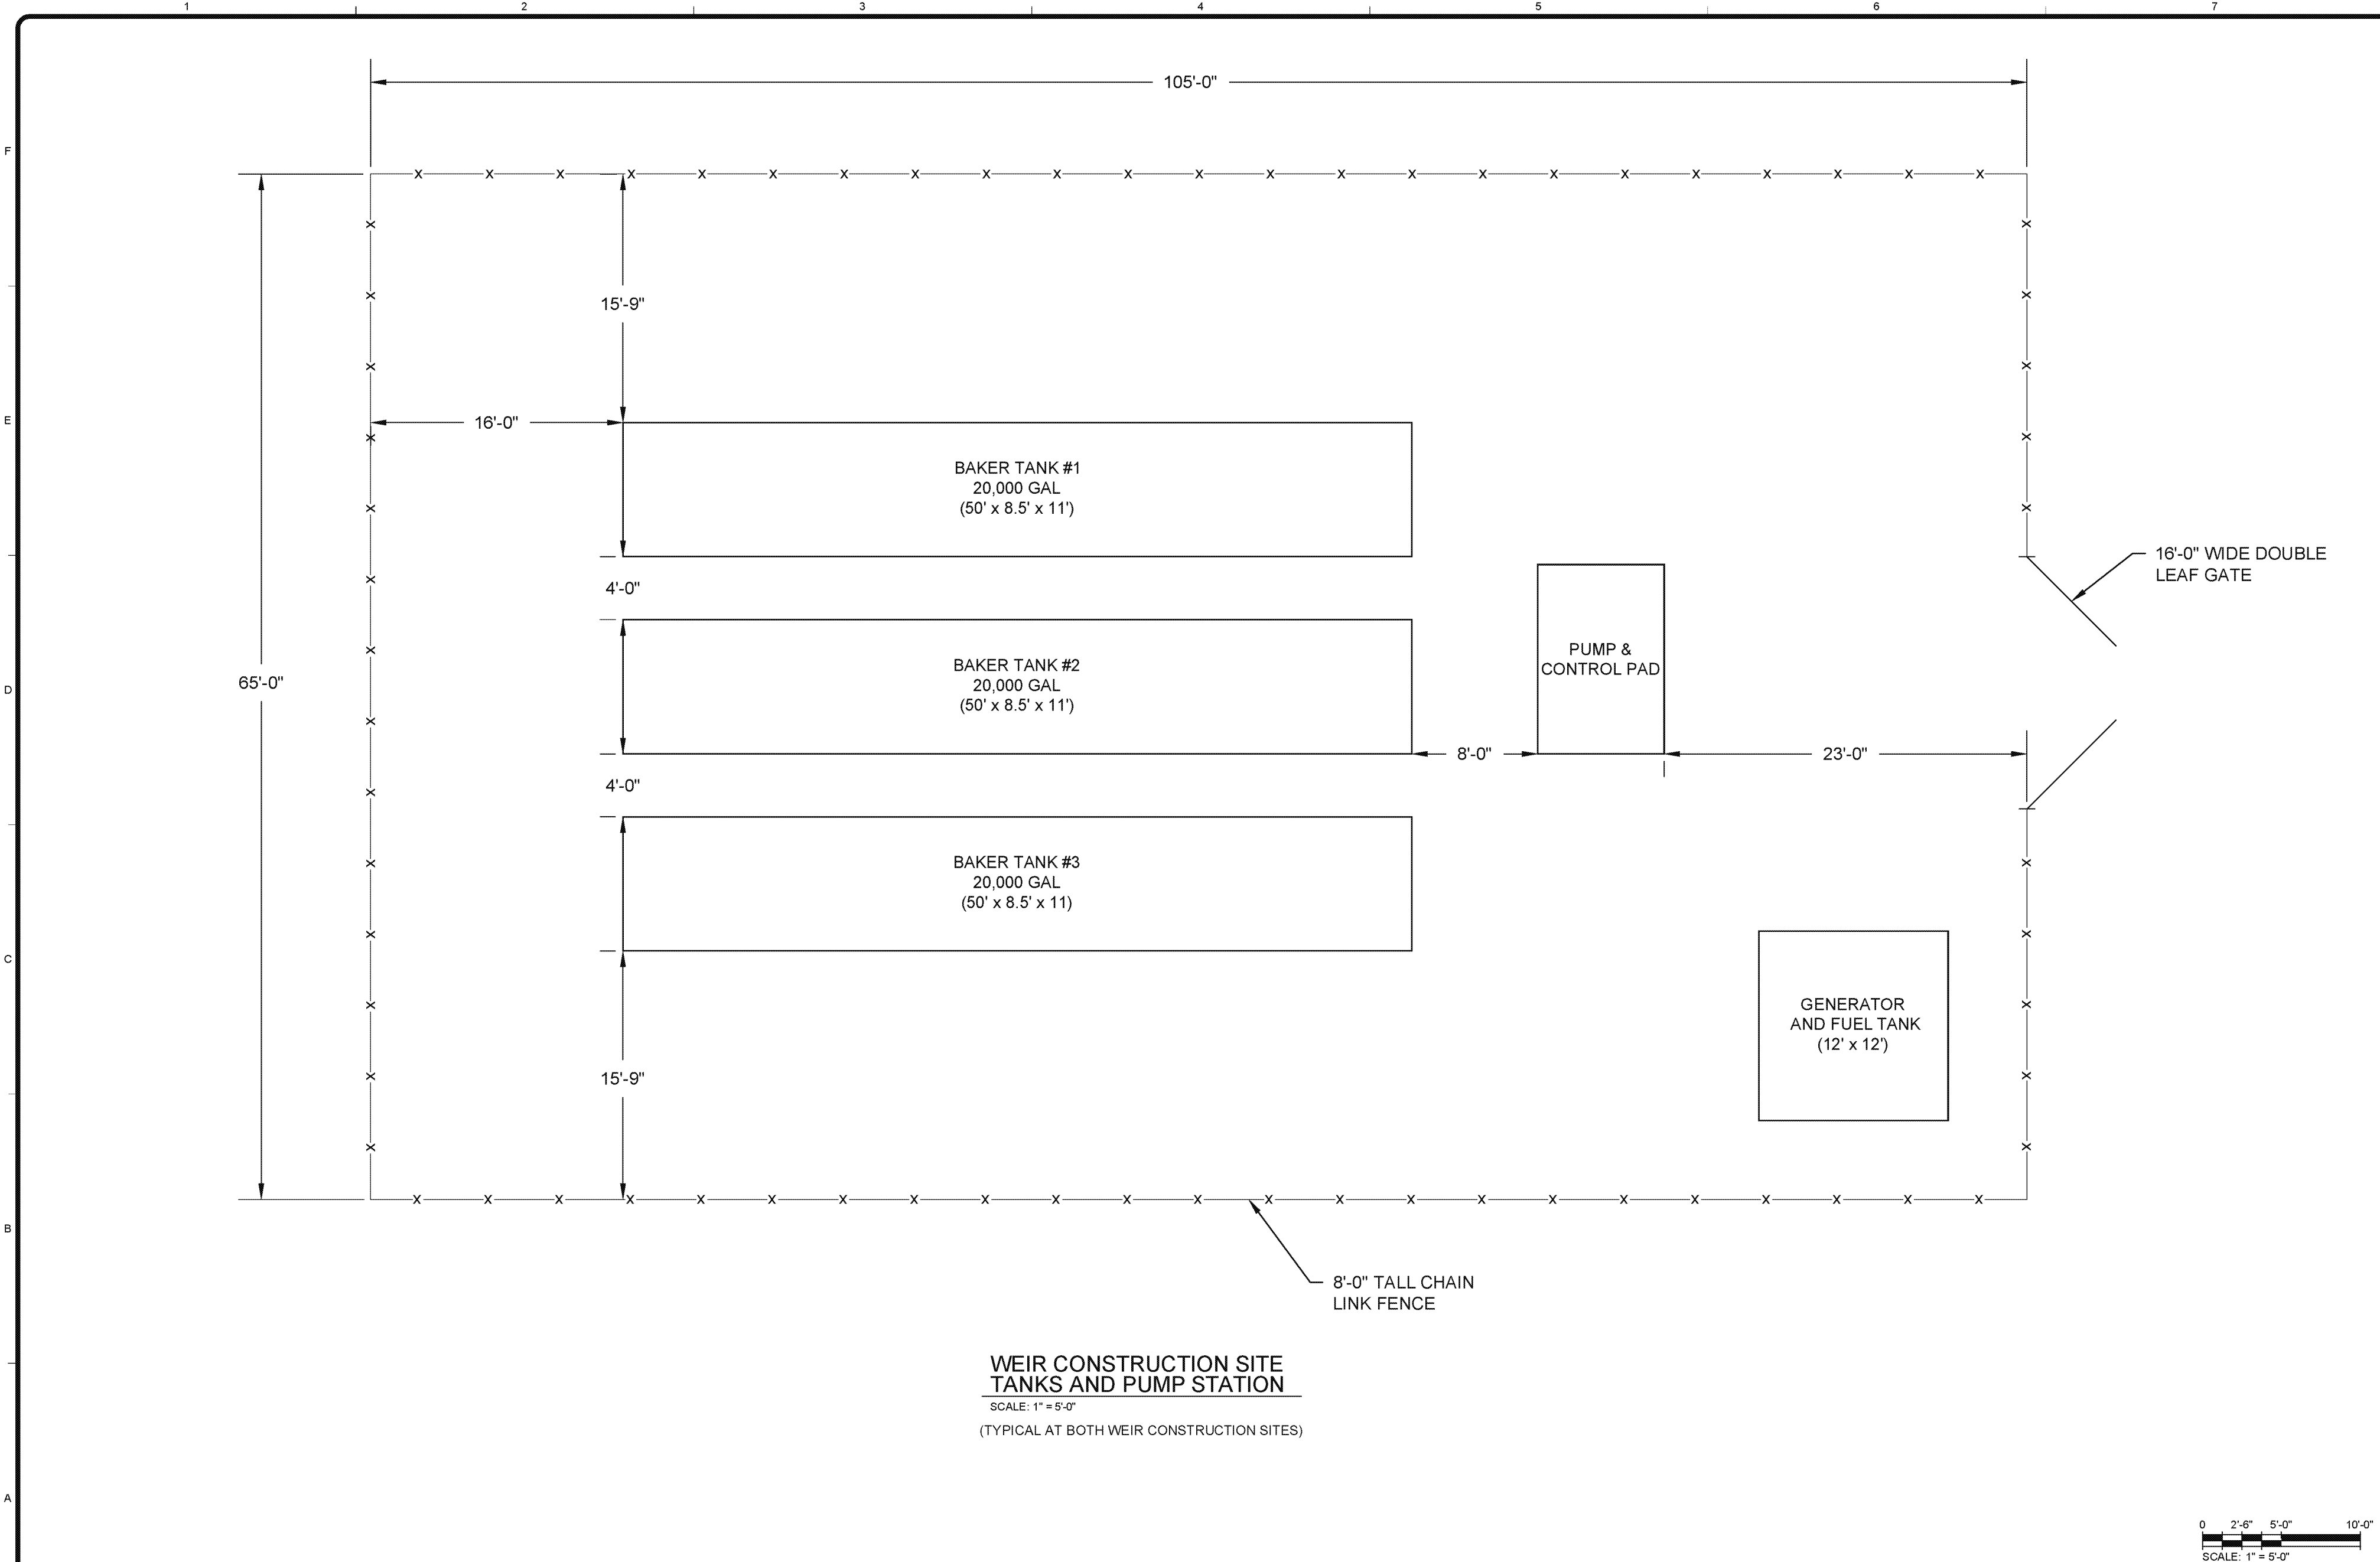 1 2 3 4 5 6 7
105'-0"
F
15'-9"
E
16'-0"
BAKER TANK #1
20,000 GAL
(50' x 8.5' x 11')
16'-0" WIDE DOUBLE
LEAF GATE
4'-0"
PUMP &
CONTROL PAD
BAKER TANK #2
20,000 GAL
(50' x 8.5' x 11')
65'-0"
D
8'-0"
23'-0"
4'-0"
BAKER TANK #3
20,000 GAL
(50' x 8.5' x 11)
C
GENERATOR
AND FUEL TANK
(12' x 12')
15'-9"
B
8'-0" TALL CHAIN
LINK FENCE
WEIR CONSTRUCTION SITE
TANKS AND PUMP STATION
SCALE: 1" = 5'-0"
(TYPICAL AT BOTH WEIR CONSTRUCTION SITES)
A
0 2'-6" 5'-0" 10'-0"
SCALE: 1" = 5'-0"